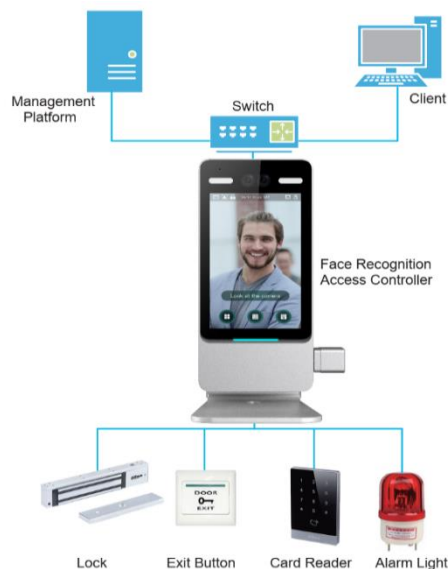 Management
Platform
Switch
Client
Face Recognition
Access Controller
Look at the camera
DOOR
EXIT
Lock
Exit Button
Card Reader
Alarm Light